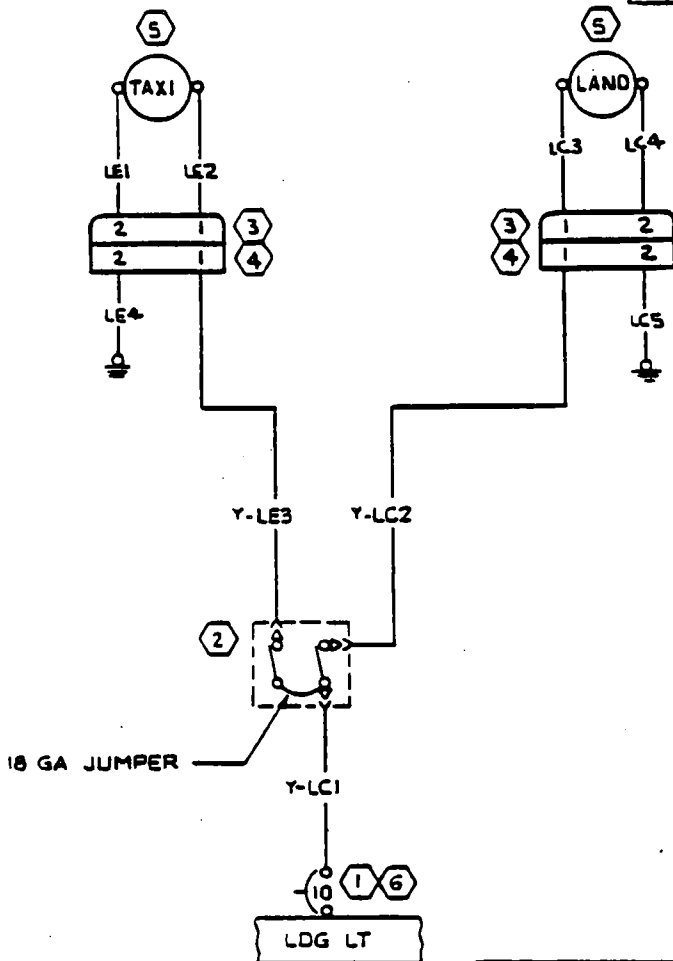 5 5
TAXI LAND
LE1 LE2 LC3 LC4
2 1 3 3 1 2
2 1 4 4 1 2
LE4 LC5
Y-LE3 Y-LC2
2
18 GA JUMPER
Y-LC1
10 1 6
LDG LT